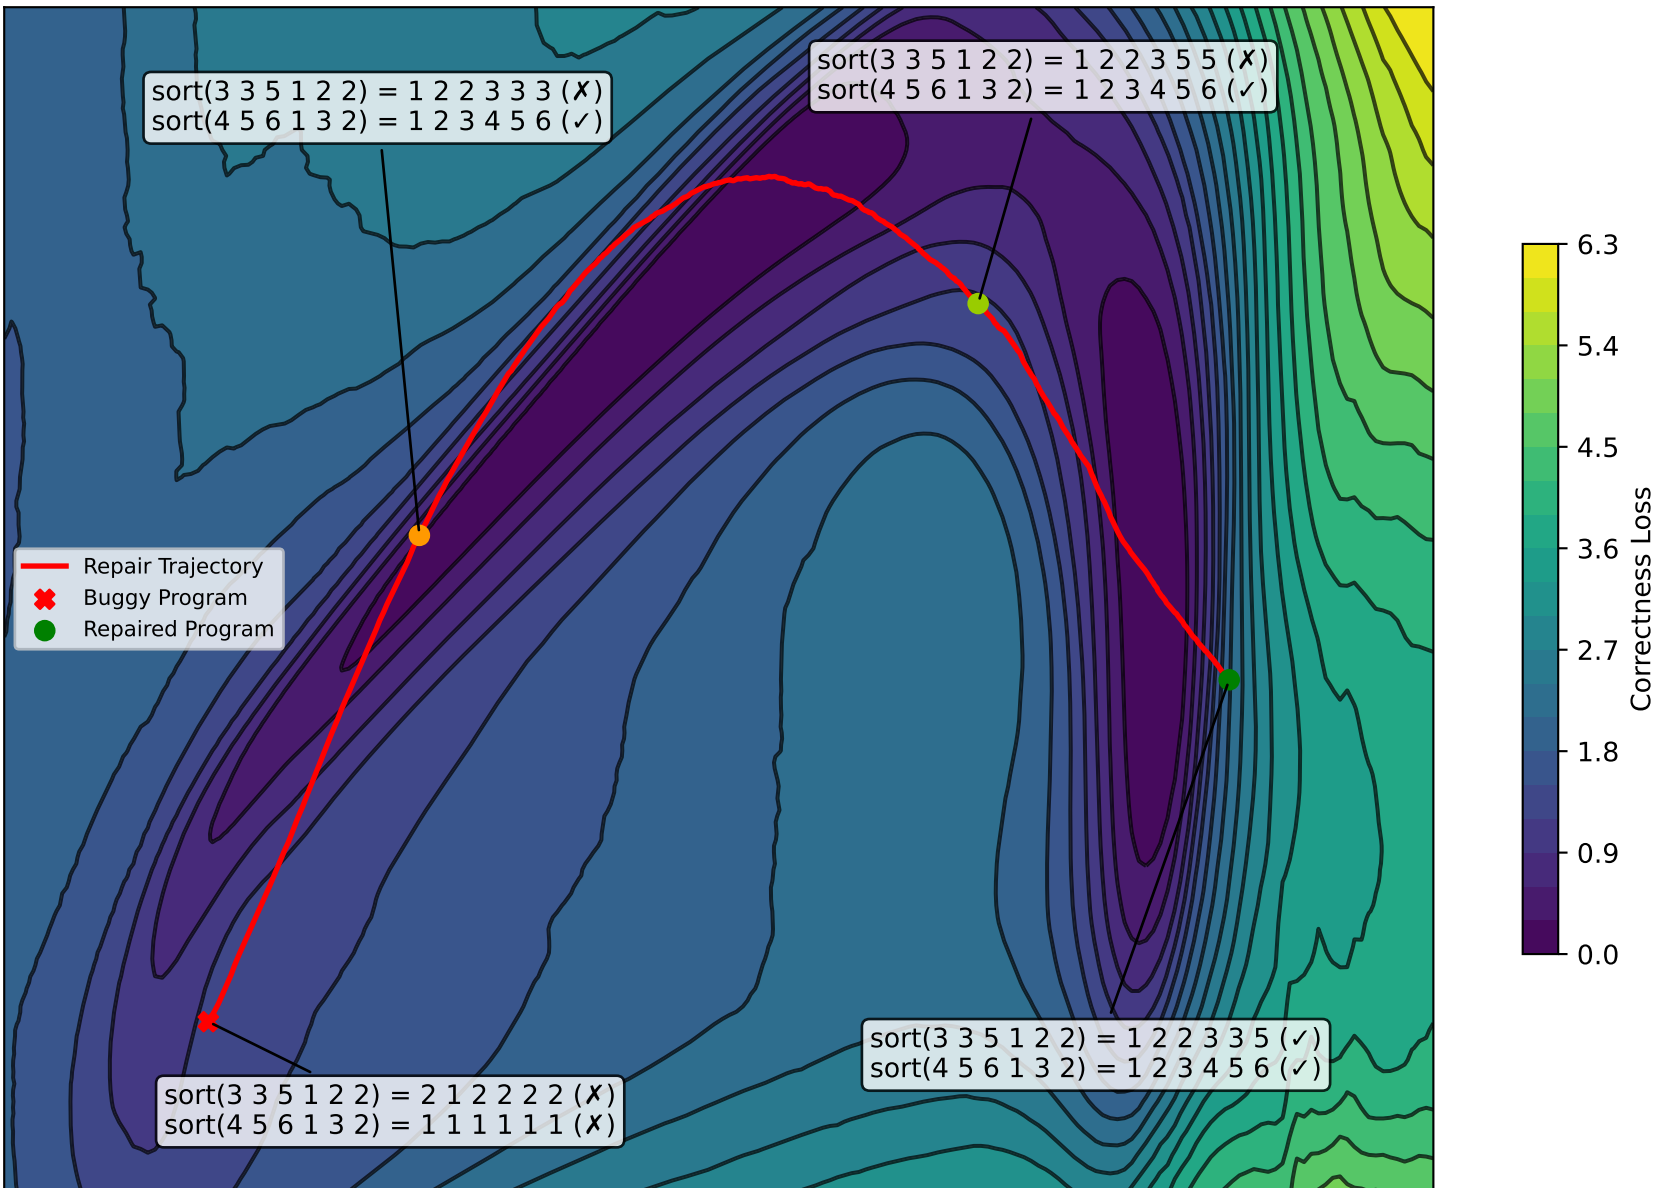 sort(3 3 5 1 2 2) = 1 2 2 3 3 3 (✗)
sort(4 5 6 1 3 2) = 1 2 3 4 5 6 (✓)
sort(3 3 5 1 2 2) = 1 2 2 3 5 5 (✗)
sort(4 5 6 1 3 2) = 1 2 3 4 5 6 (✓)
Repair Trajectory
Buggy Program
Repaired Program
sort(3 3 5 1 2 2) = 2 1 2 2 2 2 (✗)
sort(4 5 6 1 3 2) = 1 1 1 1 1 1 (✗)
sort(3 3 5 1 2 2) = 1 2 2 3 3 5 (✓)
sort(4 5 6 1 3 2) = 1 2 3 4 5 6 (✓)
6.3
5.4
4.5
3.6
2.7
1.8
0.9
0.0
Correctness Loss